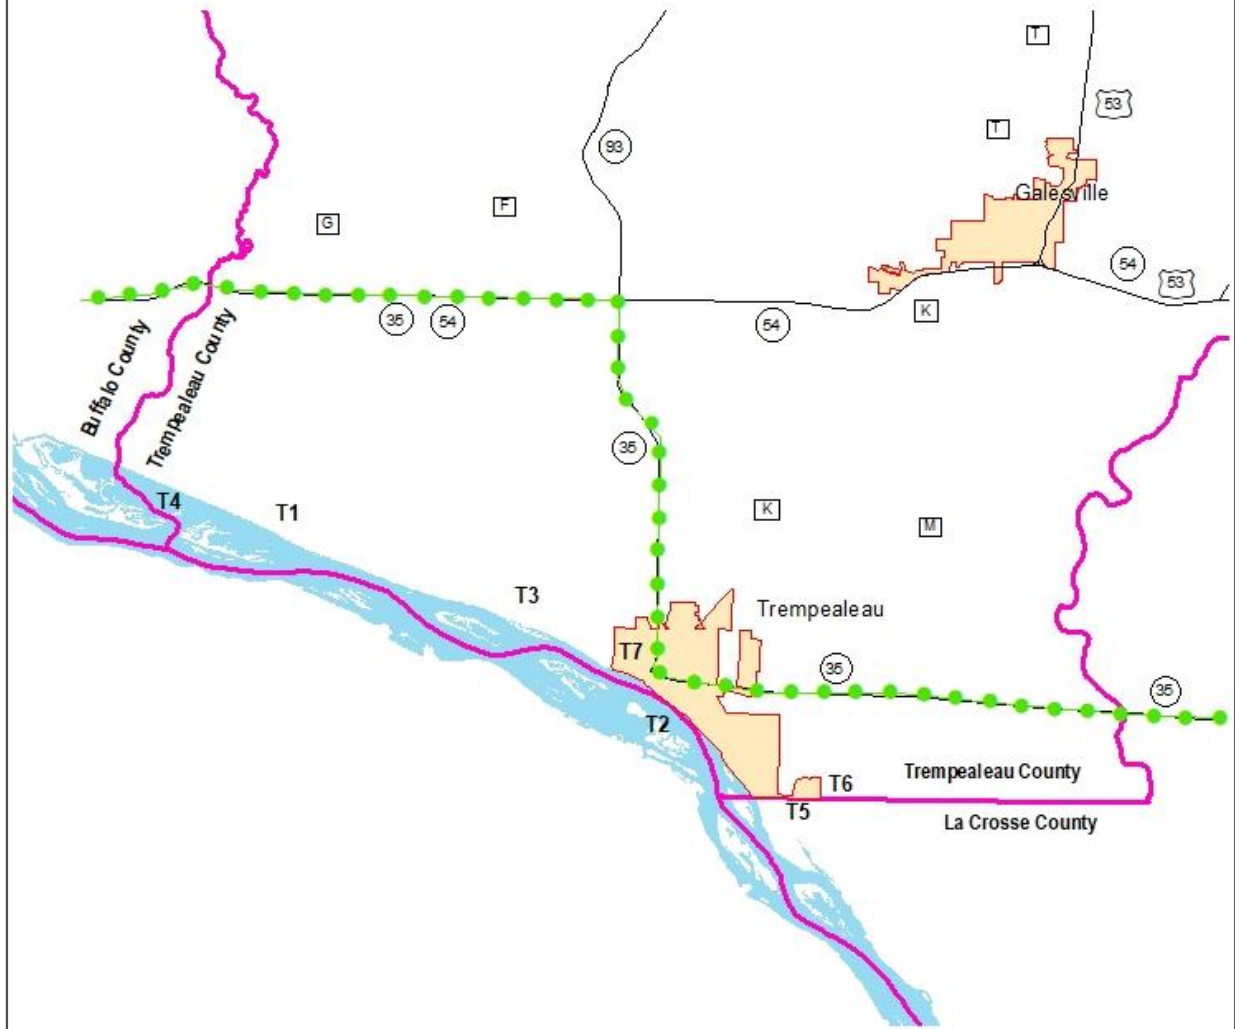 T
53
T
93
Galesville
F
G
54
53
K
35
54
54
Buffalo County
Trempealeau County
35
T4
T1
K
M
T3
Trempealeau
T7
35
35
T2
Trempealeau County
T6
T5
La Crosse County